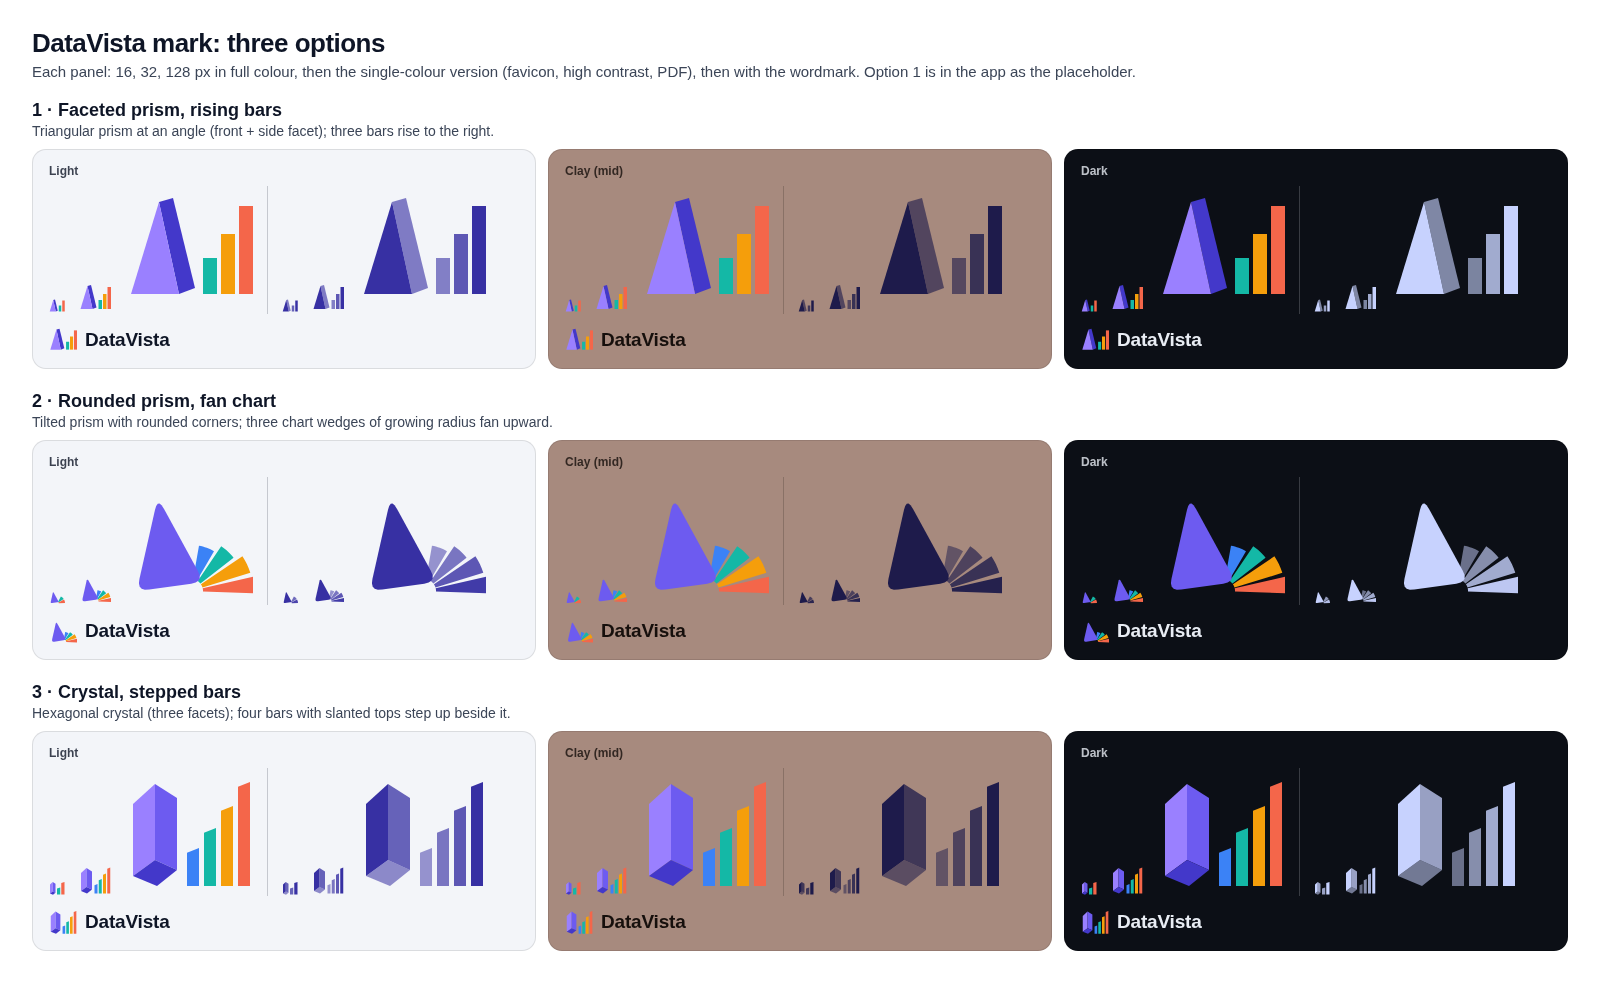 DataVista mark: three options
Each panel: 16, 32, 128 px in full colour, then the single-colour version (favicon, high contrast, PDF), then with the wordmark. Option 1 is in the app as the placeholder.
1 · Faceted prism, rising bars
Triangular prism at an angle (front + side facet); three bars rise to the right.
Light
Clay (mid)
Dark
DataVista
DataVista
DataVista
2 · Rounded prism, fan chart
Tilted prism with rounded corners; three chart wedges of growing radius fan upward.
Light
Clay (mid)
Dark
DataVista
DataVista
DataVista
3 · Crystal, stepped bars
Hexagonal crystal (three facets); four bars with slanted tops step up beside it.
Light
Clay (mid)
Dark
DataVista
DataVista
DataVista